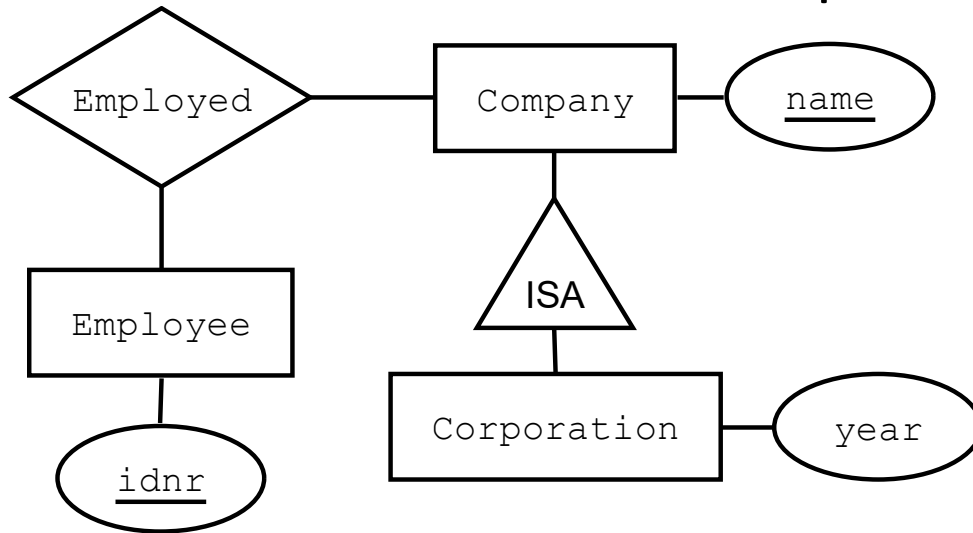 Employed
Company
name
ISA
Employee
Corporation
year
idnr